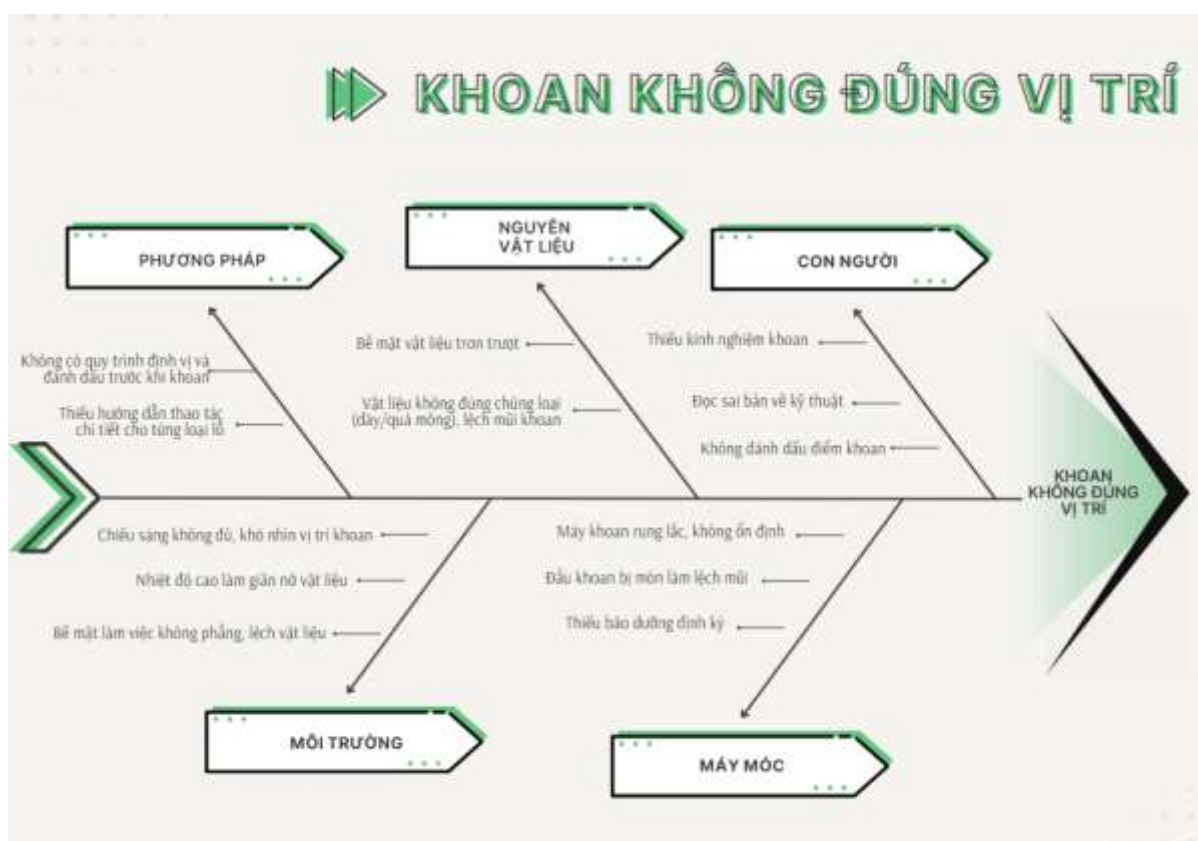 KHOAN KHÔNG ĐÚNG VỊ TRÍ
PHƯƠNG PHÁP
NGUYÊN
VẬT LIỆU
CON NGƯỜI
Không có quy trình định vị và
đánh dấu trước khi khoan
Thiếu hướng dẫn thao tác
chi tiết cho từng loại lỗ
Bề mặt vật liệu trơn trượt
Vật liệu không đúng chủng loại
(dày/quá mỏng), lệch mũi khoan
Thiếu kinh nghiệm khoan
Đọc sai bản vẽ kỹ thuật
Không đánh dấu điểm khoan
KHOAN
KHÔNG ĐÚNG
VỊ TRÍ
Chiếu sáng không đủ, khó nhìn vị trí khoan
Nhiệt độ cao làm giãn nở vật liệu
Bề mặt làm việc không phẳng, lệch vật liệu
Máy khoan rung lắc, không ổn định
Đầu khoan bị mòn làm lệch mũi
Thiếu bảo dưỡng định kỳ
MÔI TRƯỜNG
MÁY MÓC